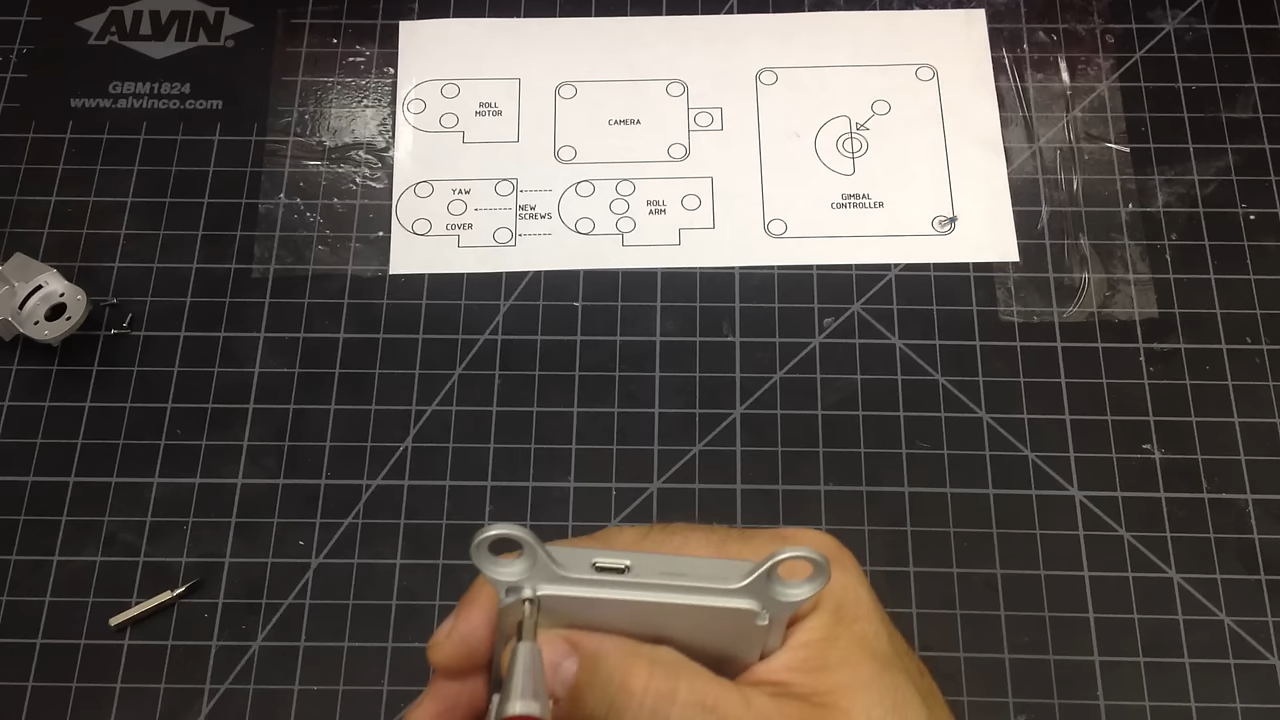 ALVIN
GBM1824
www.alvinco.com
ROLL
MOTOR
CAMERA
YAW
COVER
NEW
SCREWS
ROLL
ARM
GIMBAL
CONTROLLER